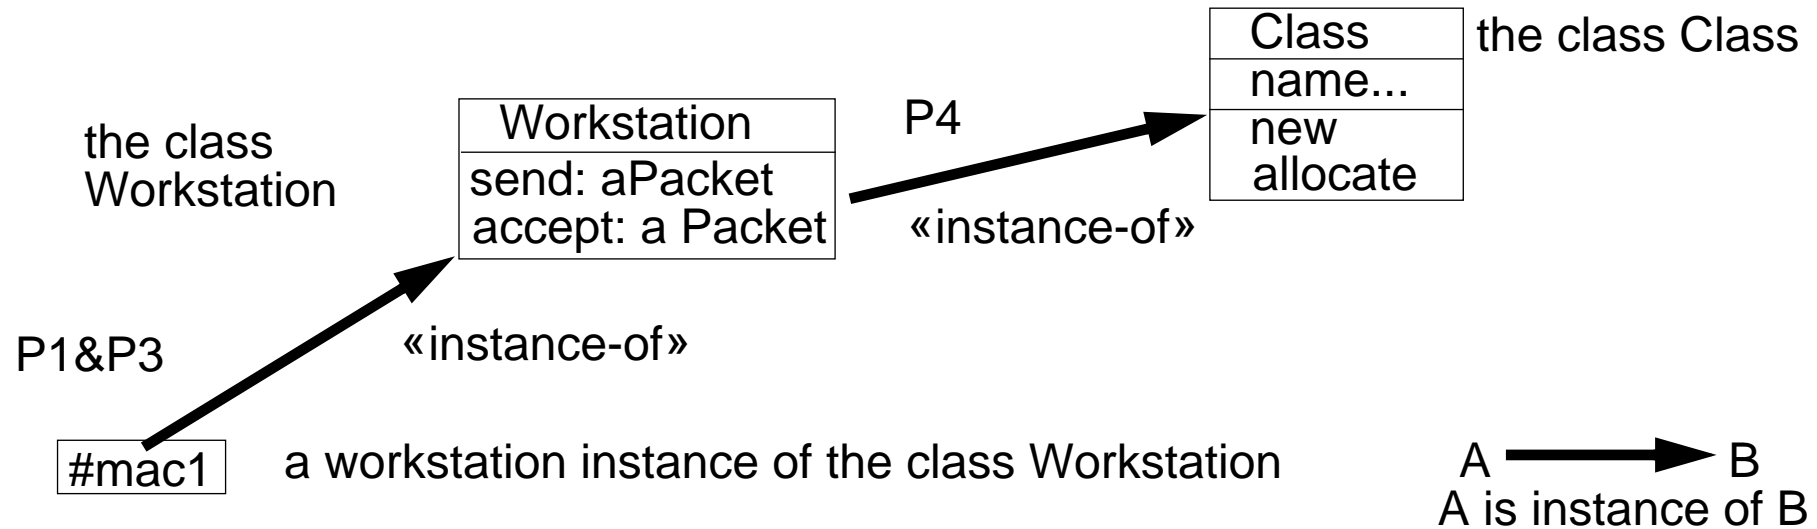 Class
the class Class
name...
new
allocate
P4
«instance-of»
Workstation
send: aPacket
accept: a Packet
the class
Workstation
P1&P3
«instance-of»
#mac1
a workstation instance of the class Workstation
A B
A is instance of B